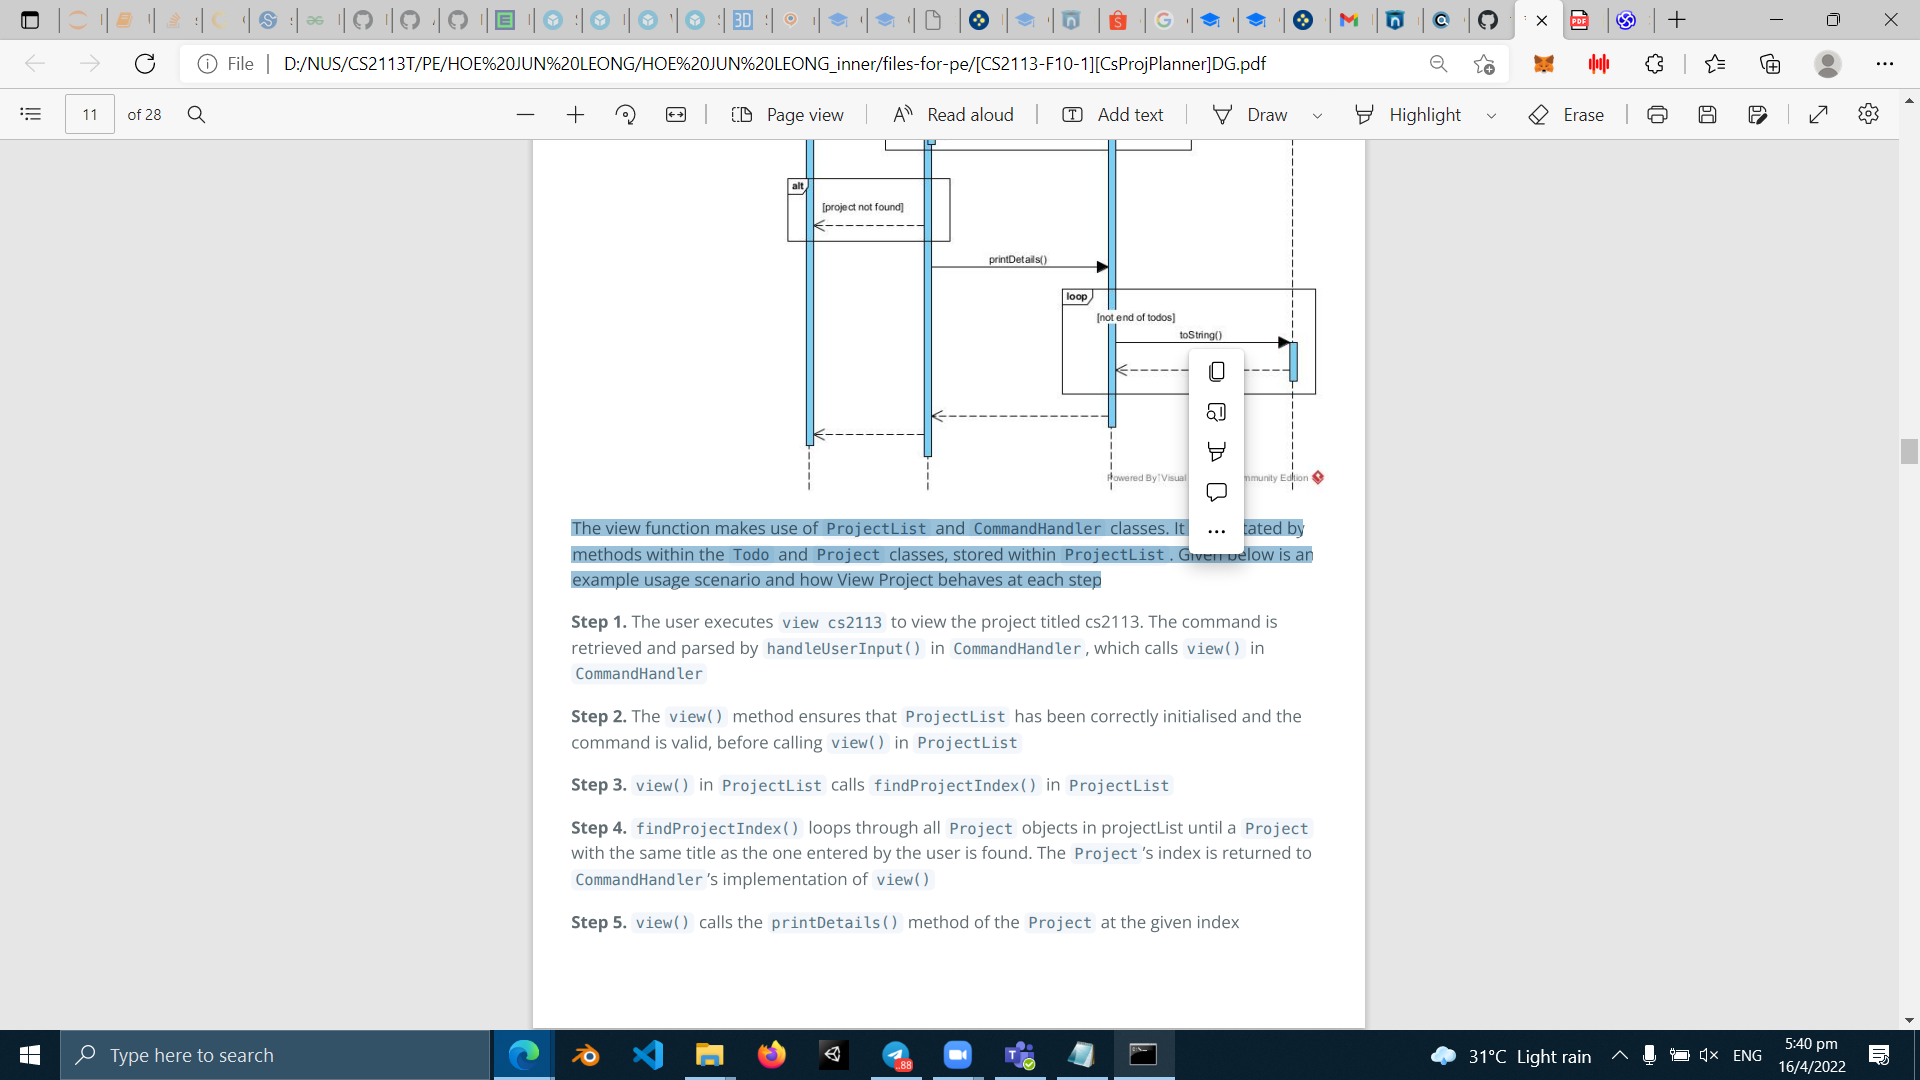 File
D:/NUS/CS2113T/PE/HOE%20JUN%20LEONG/HOE%20JUN%20LEONG_inner/files-for-pe/[CS2113-F10-1][CsProjPlanner]DG.pdf
11 of 28
Page view
Read aloud
Add text
Draw
Highlight
Erase
alt
[project not found]
printDetails()
loop
[not end of todos]
toString()
Powered By Visual mmunity Edition
The view function makes use of ProjectList and CommandHandler classes. It tated by
methods within the Todo and Project classes, stored within ProjectList. Given below is an
example usage scenario and how View Project behaves at each step
Step 1. The user executes view cs2113 to view the project titled cs2113. The command is
retrieved and parsed by handleUserInput() in CommandHandler, which calls view() in
CommandHandler
Step 2. The view() method ensures that ProjectList has been correctly initialised and the
command is valid, before calling view() in ProjectList
Step 3. view() in ProjectList calls findProjectIndex() in ProjectList
Step 4. findProjectIndex() loops through all Project objects in projectList until a Project
with the same title as the one entered by the user is found. The Project's index is returned to
CommandHandler's implementation of view()
Step 5. view() calls the printDetails() method of the Project at the given index
Type here to search
88
31°C Light rain
ENG
5:40 pm
16/4/2022